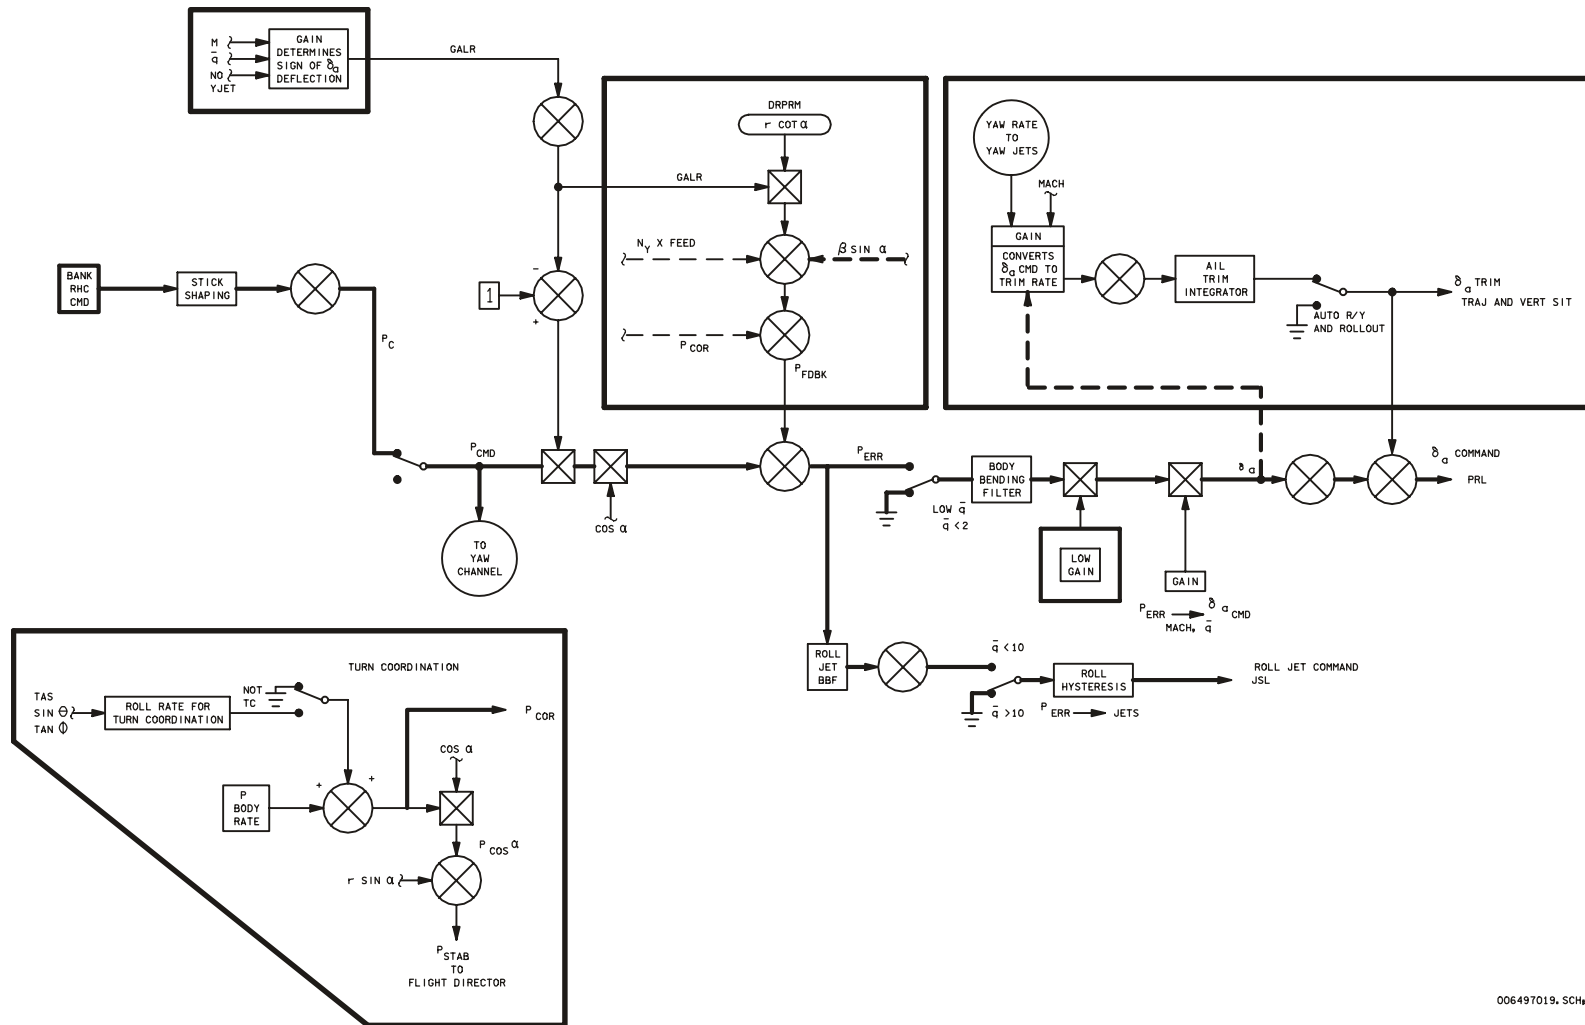 M
q̄
NO
YJET
GAIN
DETERMINES
SIGN OF δa
DEFLECTION
GALR
DRPRM
r COT α
GALR
NY X FEED
β SIN α
P COR
P FDBK
YAW RATE
TO
YAW JETS
MACH
GAIN
CONVERTS
δa CMD TO
TRIM RATE
AIL
TRIM
INTEGRATOR
AUTO R/Y
AND ROLLOUT
δa TRIM
TRAJ AND VERT SIT
BANK
RHC
CMD
STICK
SHAPING
PC
1
-
+
PCMD
COS α
TO
YAW
CHANNEL
PERR
LOW q̄
q̄ <2
BODY
BENDING
FILTER
LOW
GAIN
GAIN
PERR δa CMD
MACH, q̄
δa
δa COMMAND
PRL
ROLL
JET
BBF
q̄ <10
q̄ >10
ROLL
HYSTERESIS
P ERR JETS
ROLL JET COMMAND
JSL
TURN COORDINATION
TAS
SIN θ
TAN Φ
ROLL RATE FOR
TURN COORDINATION
NOT
TC
P COR
P
BODY
RATE
+
+
COS α
P COS α
r SIN α
P STAB
TO
FLIGHT DIRECTOR